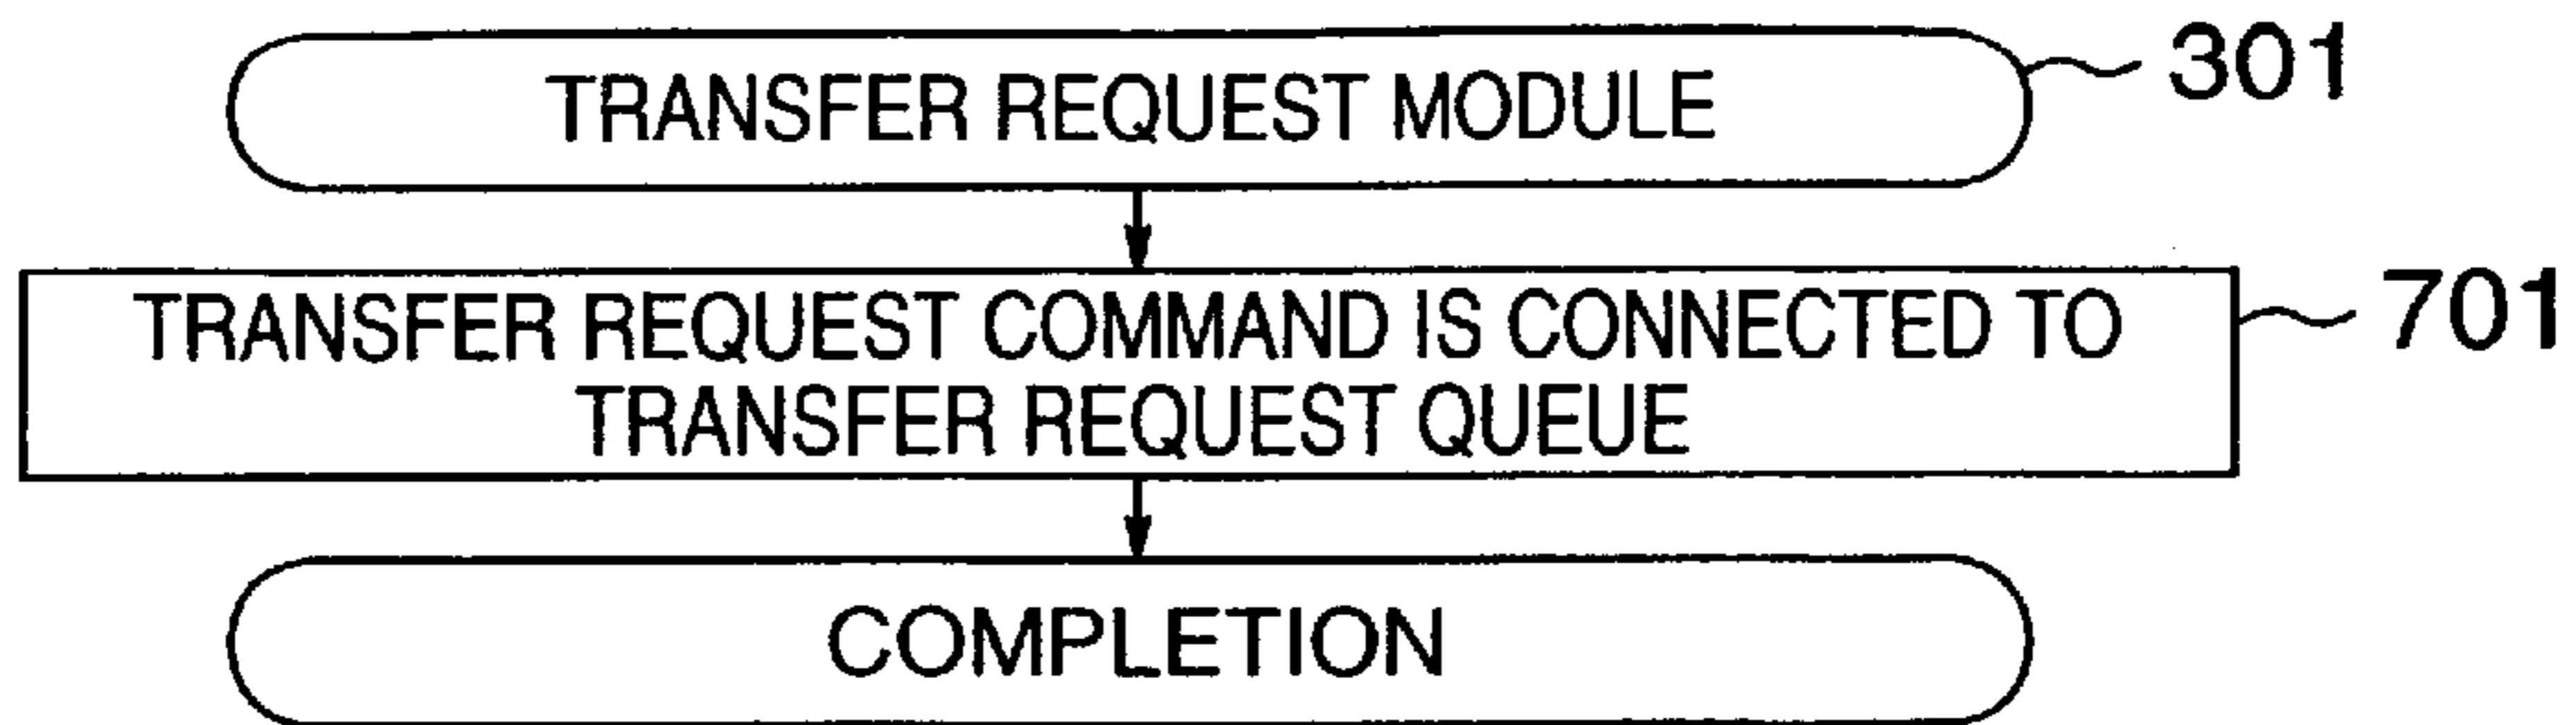 TRANSFER REQUEST MODULE
301
TRANSFER REQUEST COMMAND IS CONNECTED TO
TRANSFER REQUEST QUEUE
701
COMPLETION